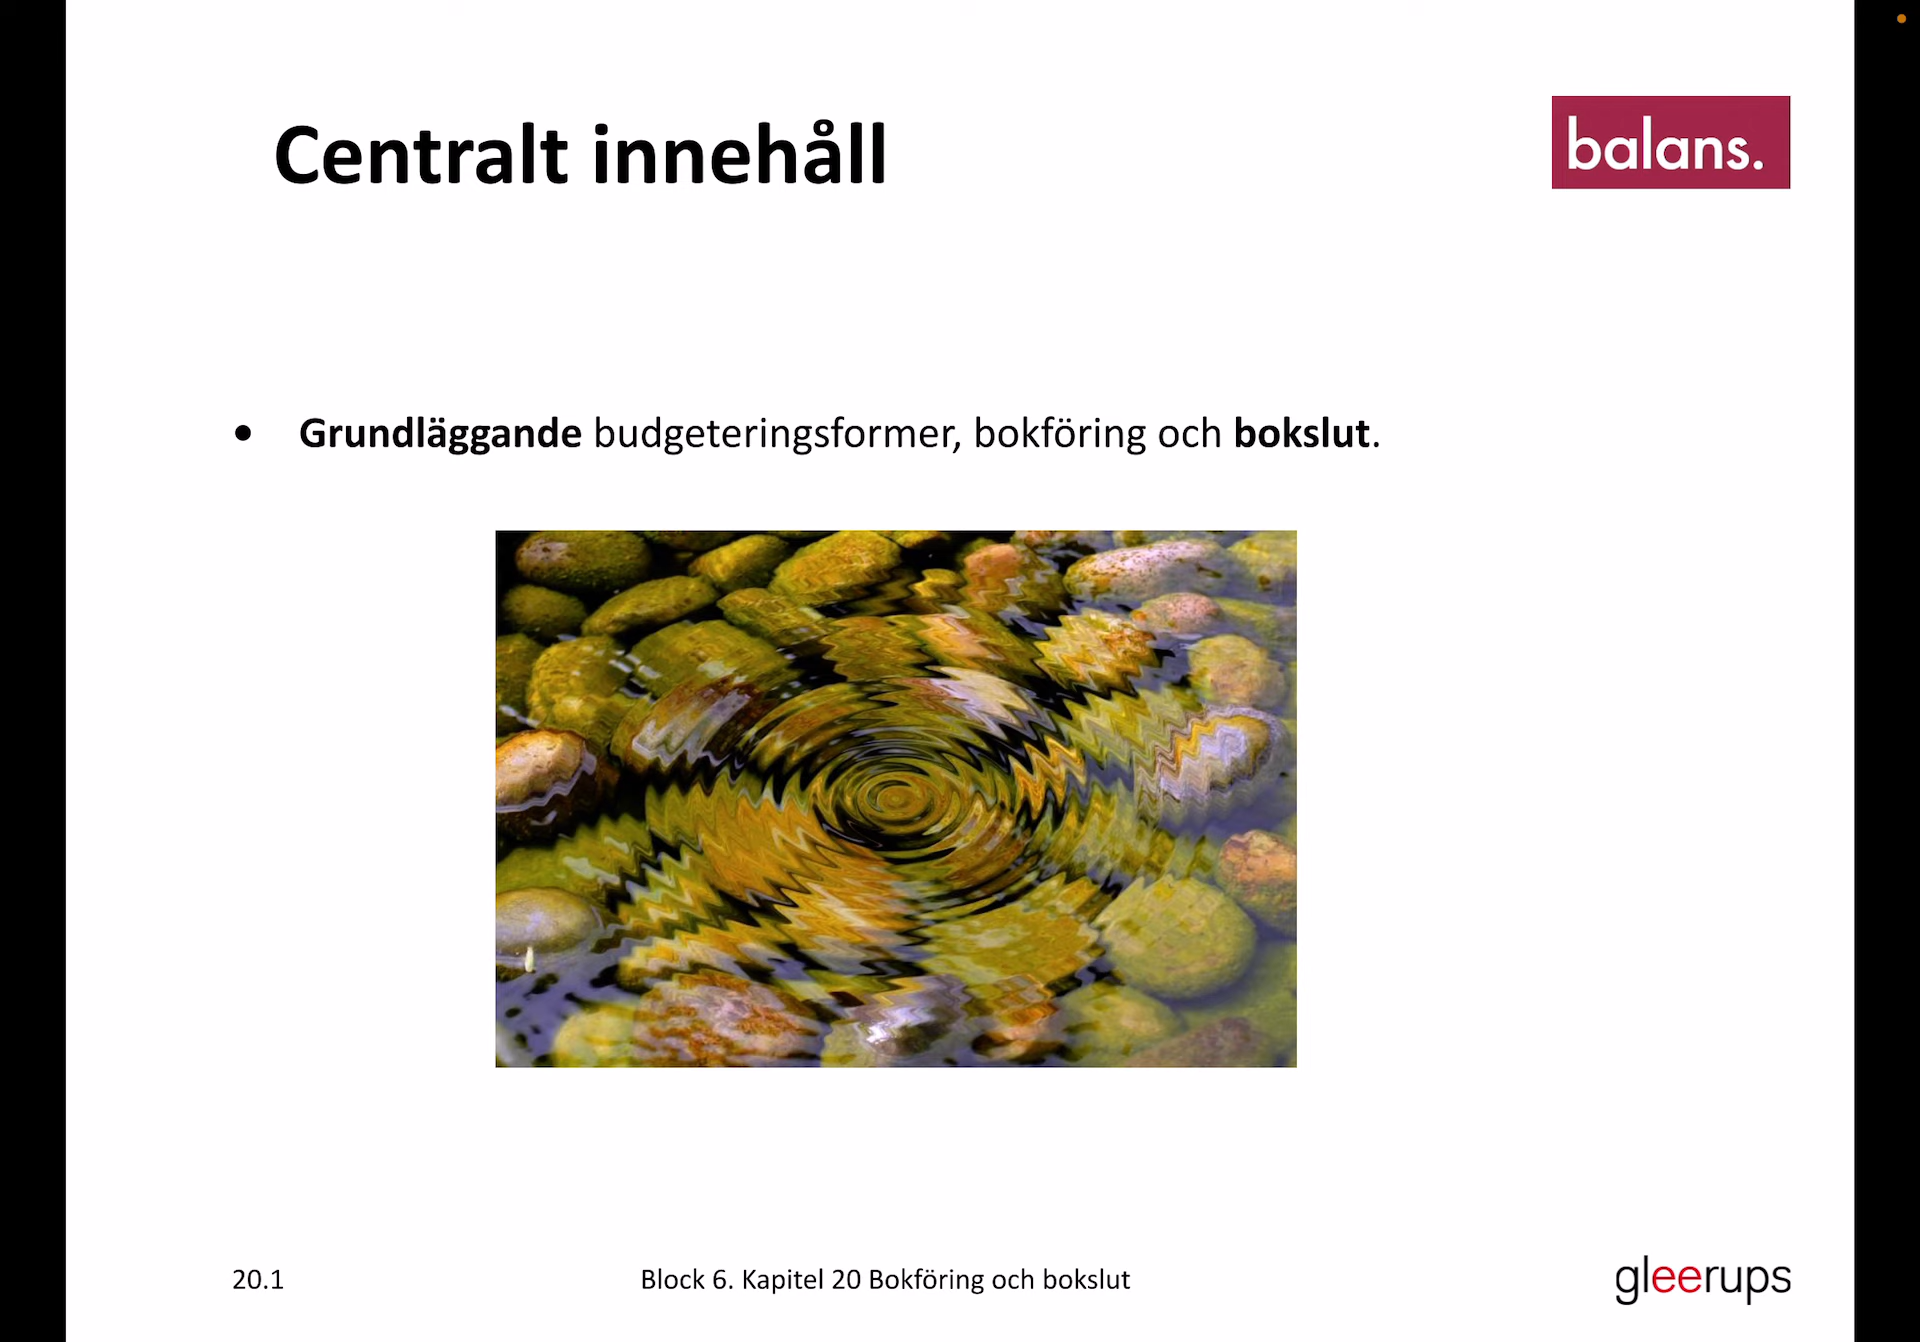 Centralt innehåll
balans.
• Grundläggande budgeteringsformer, bokföring och bokslut.
20.1
Block 6. Kapitel 20 Bokföring och bokslut
gleerups